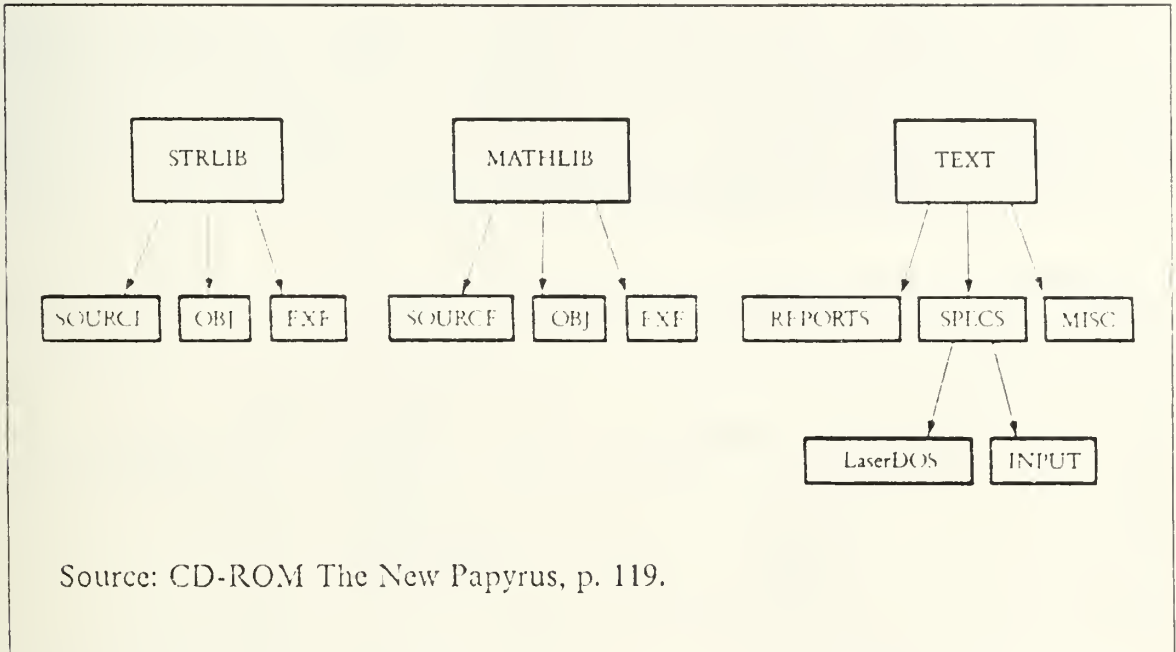 STRLIB MATHLIB TEXT
SOURCE OBJ EXE SOURCE OBJ EXE REPORTS SPECS MISC
LaserDOS INPUT
Source: CD-ROM The New Papyrus, p. 119.